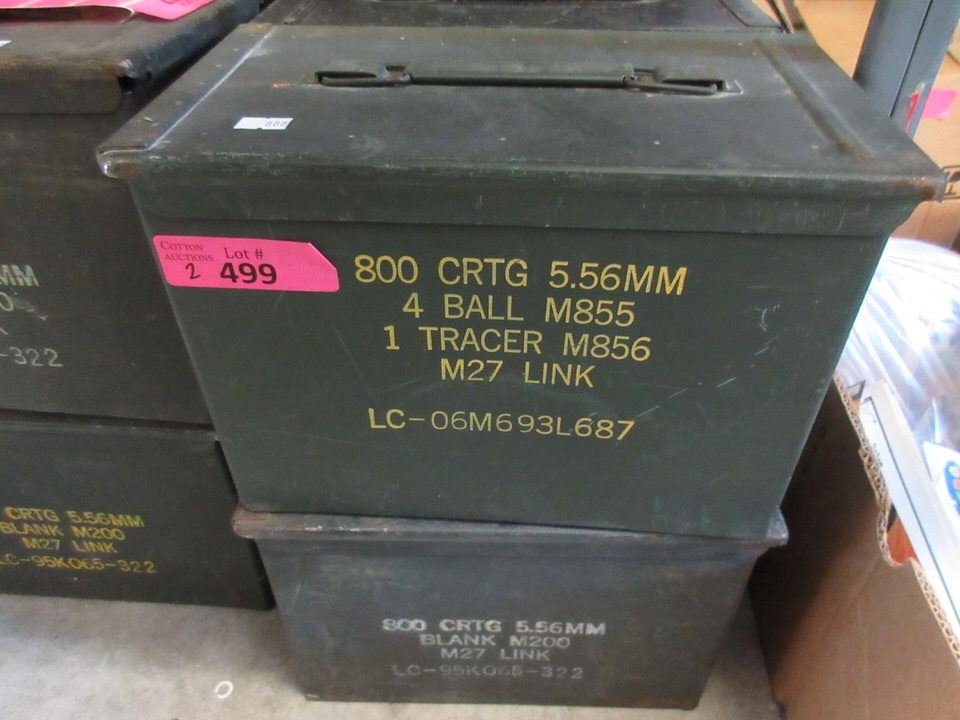 888
COTTON
AUCTIONS
2
Lot #
499
800 CRTG 5.56MM
4 BALL M855
1 TRACER M856
M27 LINK
LC-06M693L687
800 CRTG 5.56MM
BLANK M200
M27 LINK
LC-95K065-322
MM
-322
CRTG 5.56MM
BLANK M200
M27 LINK
LC-95K065-322